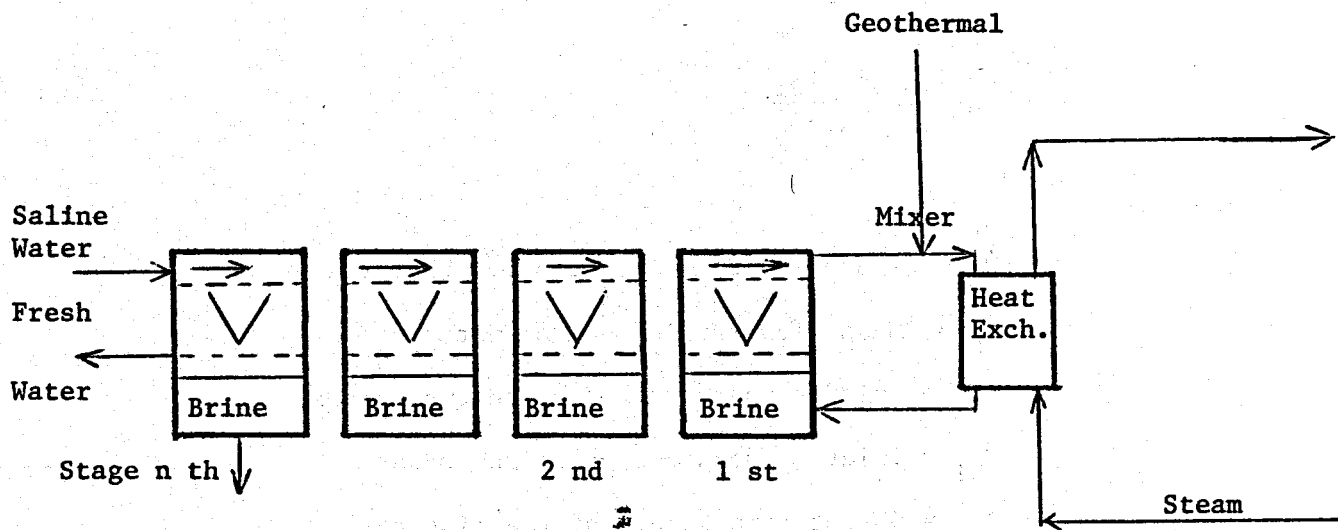 Geothermal
Saline
Water
Mixer
Fresh
Heat
Exch.
Water
Brine
Brine
Brine
Brine
Stage n th
2 nd
1 st
Steam